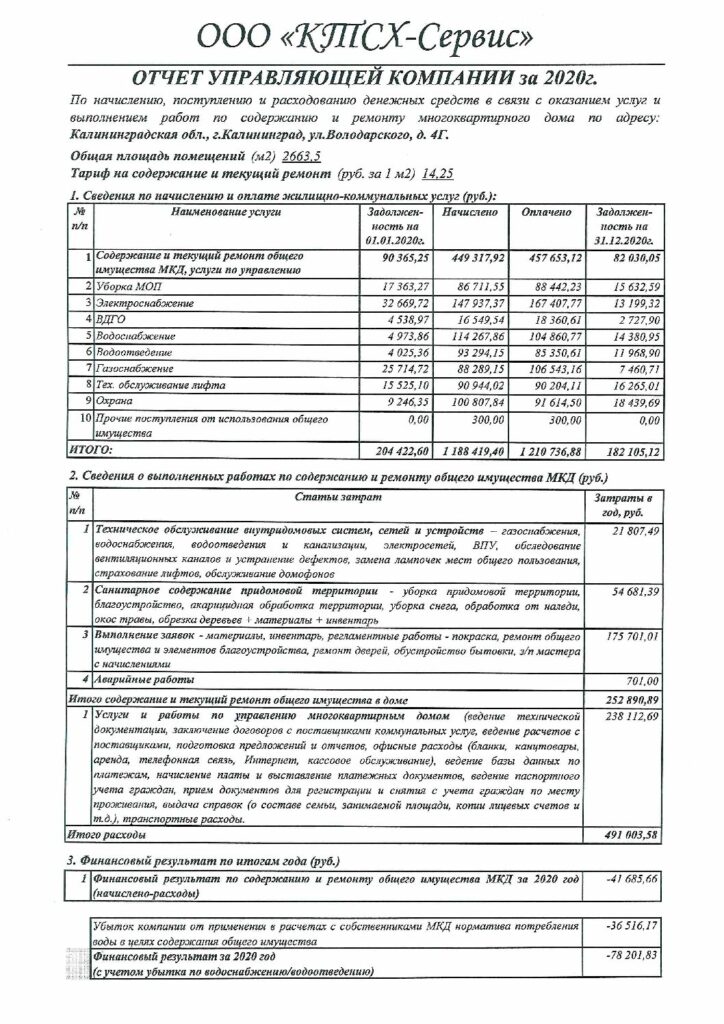 ООО «КТСХ-Сервис»
ОТЧЕТ УПРАВЛЯЮЩЕЙ КОМПАНИИ за 2020г.
По начислению, поступлению и расходованию денежных средств в связи с оказанием услуг и
выполнением работ по содержанию и ремонту многоквартирного дома по адресу:
Калининградская обл., г.Калининград, ул.Володарского, д. 4Г.
Общая площадь помещений (м2) 2663,5
Тариф на содержание и текущий ремонт (руб. за 1 м2) 14,25
1. Сведения по начислению и оплате жилищно-коммунальных услуг (руб.):
№ п/п Наименование услуги Задолжен-ность на 01.01.2020г. Начислено Оплачено Задолжен-ность на 31.12.2020г.
1 Содержание и текущий ремонт общего имущества МКД, услуги по управлению 90 365,25 449 317,92 457 653,12 82 030,05
2 Уборка МОП 17 363,27 86 711,55 88 442,23 15 632,59
3 Электроснабжение 32 669,72 147 937,37 167 407,77 13 199,32
4 ВДГО 4 538,97 16 549,54 18 360,61 2 727,90
5 Водоснабжение 4 973,86 114 267,86 104 860,77 14 380,95
6 Водоотведение 4 025,36 93 294,15 85 350,61 11 968,90
7 Газоснабжение 25 714,72 88 289,15 106 543,16 7 460,71
8 Тех. обслуживание лифта 15 525,10 90 944,02 90 204,11 16 265,01
9 Охрана 9 246,35 100 807,84 91 614,50 18 439,69
10 Прочие поступления от использования общего имущества 0,00 300,00 300,00 0,00
ИТОГО: 204 422,60 1 188 419,40 1 210 736,88 182 105,12
2. Сведения о выполненных работах по содержанию и ремонту общего имущества МКД (руб.)
№ п/п Статьи затрат Затраты в год, руб.
1 Техническое обслуживание внутридомовых систем, сетей и устройств – газоснабжения, 21 807,49
водоснабжения, водоотведения и канализации, электросетей, ВПУ, обследование
вентиляционных каналов и устранение дефектов, замена лампочек мест общего пользования,
страхование лифтов, обслуживание домофонов
2 Санитарное содержание придомовой территории - уборка придомовой территории, 54 681,39
благоустройство, акарицидная обработка территории, уборка снега, обработка от наледи,
окос травы, обрезка деревьев + материалы + инвентарь
3 Выполнение заявок - материалы, инвентарь, регламентные работы - покраска, ремонт общего 175 701,01
имущества и элементов благоустройства, ремонт дверей, обустройство бытовки, з/п мастера
с начислениями
4 Аварийные работы 701,00
Итого содержание и текущий ремонт общего имущества в доме 252 890,89
1 Услуги и работы по управлению многоквартирным домом (ведение технической 238 112,69
документации, заключение договоров с поставщиками коммунальных услуг, ведение расчетов с
поставщиками, подготовка предложений и отчетов, офисные расходы (бланки, канцтовары,
аренда, телефонная связь, Интернет, кассовое обслуживание), ведение базы данных по
платежам, начисление платы и выставление платежных документов, ведение паспортного
учета граждан, прием документов для регистрации и снятия с учета граждан по месту
проживания, выдача справок (о составе семьи, занимаемой площади, копии лицевых счетов и
т.д.), транспортные расходы.
Итого расходы 491 003,58
3. Финансовый результат по итогам года (руб.)
1 Финансовый результат по содержанию и ремонту общего имущества МКД за 2020 год -41 685,66
(начислено-расходы)
Убыток компании от применения в расчетах с собственниками МКД норматива потребления -36 516,17
воды в целях содержания общего имущества
Финансовый результат за 2020 год -78 201,83
(с учетом убытка по водоснабжению/водоотведению)